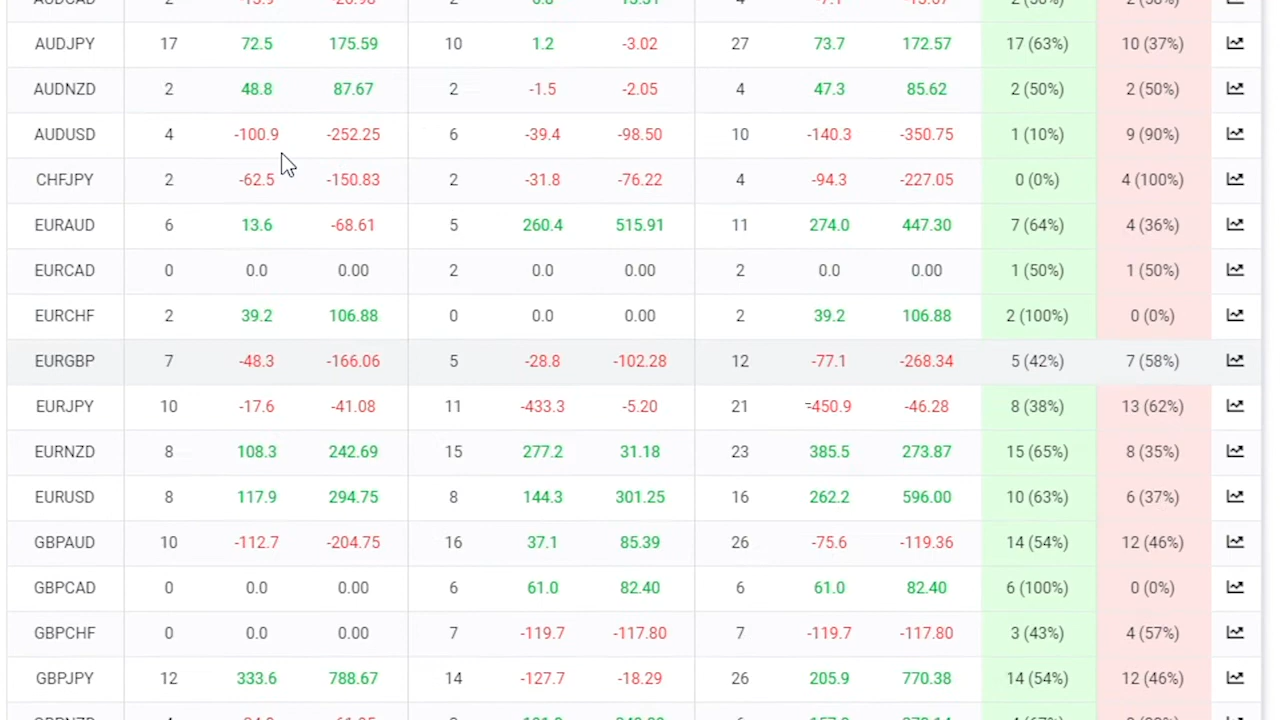 AUDJPY 17 72.5 175.59 10 1.2 -3.02 27 73.7 172.57 17 (63%) 10 (37%)
AUDNZD 2 48.8 87.67 2 -1.5 -2.05 4 47.3 85.62 2 (50%) 2 (50%)
AUDUSD 4 -100.9 -252.25 6 -39.4 -98.50 10 -140.3 -350.75 1 (10%) 9 (90%)
CHFJPY 2 -62.5 -150.83 2 -31.8 -76.22 4 -94.3 -227.05 0 (0%) 4 (100%)
EURAUD 6 13.6 -68.61 5 260.4 515.91 11 274.0 447.30 7 (64%) 4 (36%)
EURCAD 0 0.0 0.00 2 0.0 0.00 2 0.0 0.00 1 (50%) 1 (50%)
EURCHF 2 39.2 106.88 0 0.0 0.00 2 39.2 106.88 2 (100%) 0 (0%)
EURGBP 7 -48.3 -166.06 5 -28.8 -102.28 12 -77.1 -268.34 5 (42%) 7 (58%)
EURJPY 10 -17.6 -41.08 11 -433.3 -5.20 21 -450.9 -46.28 8 (38%) 13 (62%)
EURNZD 8 108.3 242.69 15 277.2 31.18 23 385.5 273.87 15 (65%) 8 (35%)
EURUSD 8 117.9 294.75 8 144.3 301.25 16 262.2 596.00 10 (63%) 6 (37%)
GBPAUD 10 -112.7 -204.75 16 37.1 85.39 26 -75.6 -119.36 14 (54%) 12 (46%)
GBPCAD 0 0.0 0.00 6 61.0 82.40 6 61.0 82.40 6 (100%) 0 (0%)
GBPCHF 0 0.0 0.00 7 -119.7 -117.80 7 -119.7 -117.80 3 (43%) 4 (57%)
GBPJPY 12 333.6 788.67 14 -127.7 -18.29 26 205.9 770.38 14 (54%) 12 (46%)